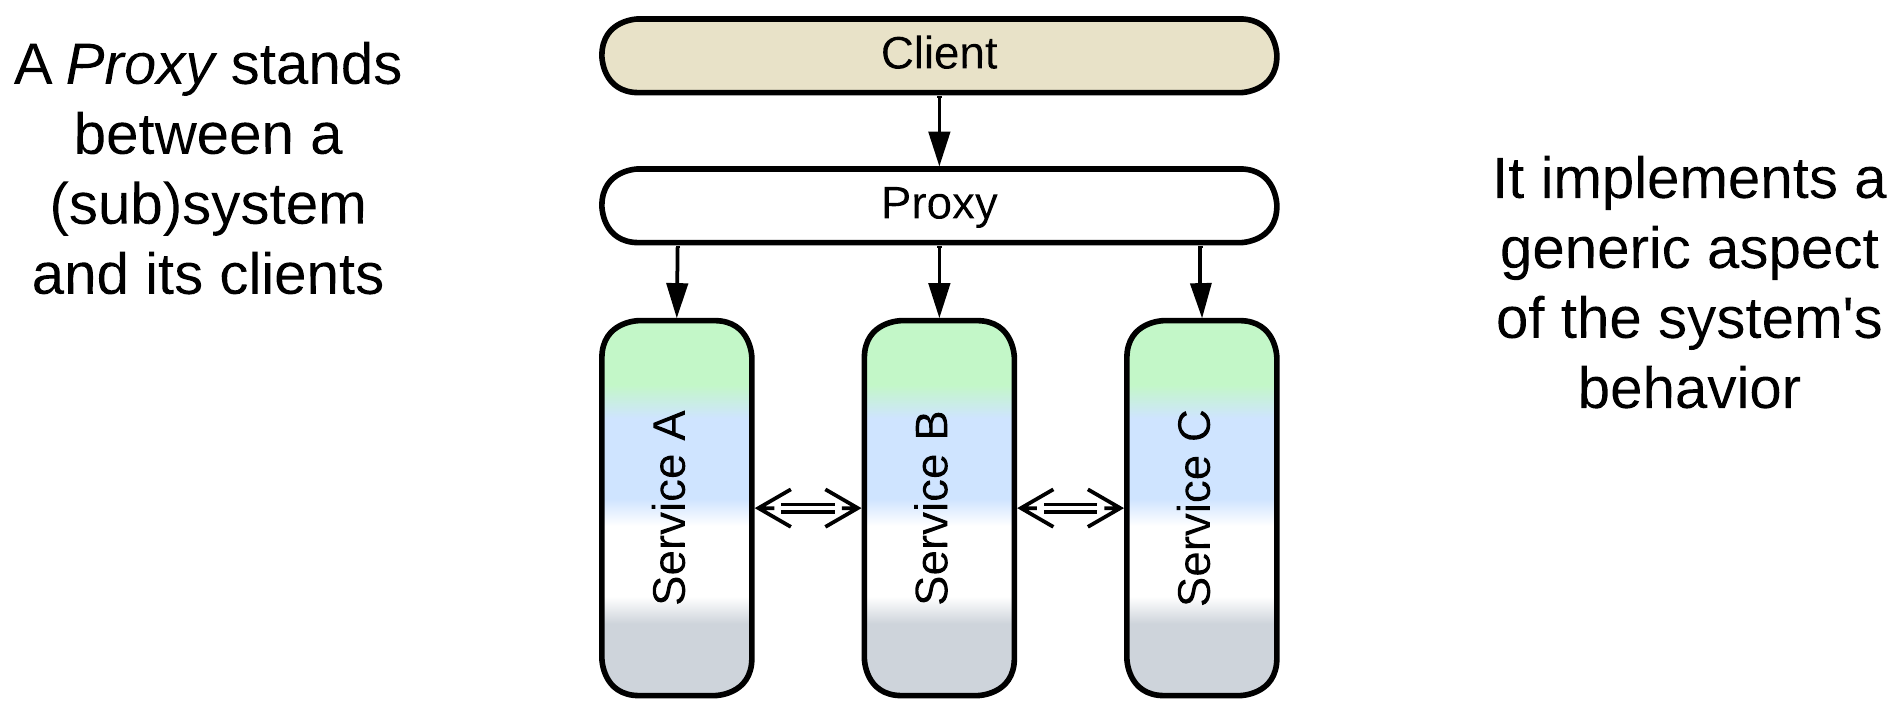 A Proxy stands
between a
(sub)system
and its clients
Client
Proxy
Service A
Service B
Service C
It implements a
generic aspect
of the system's
behavior